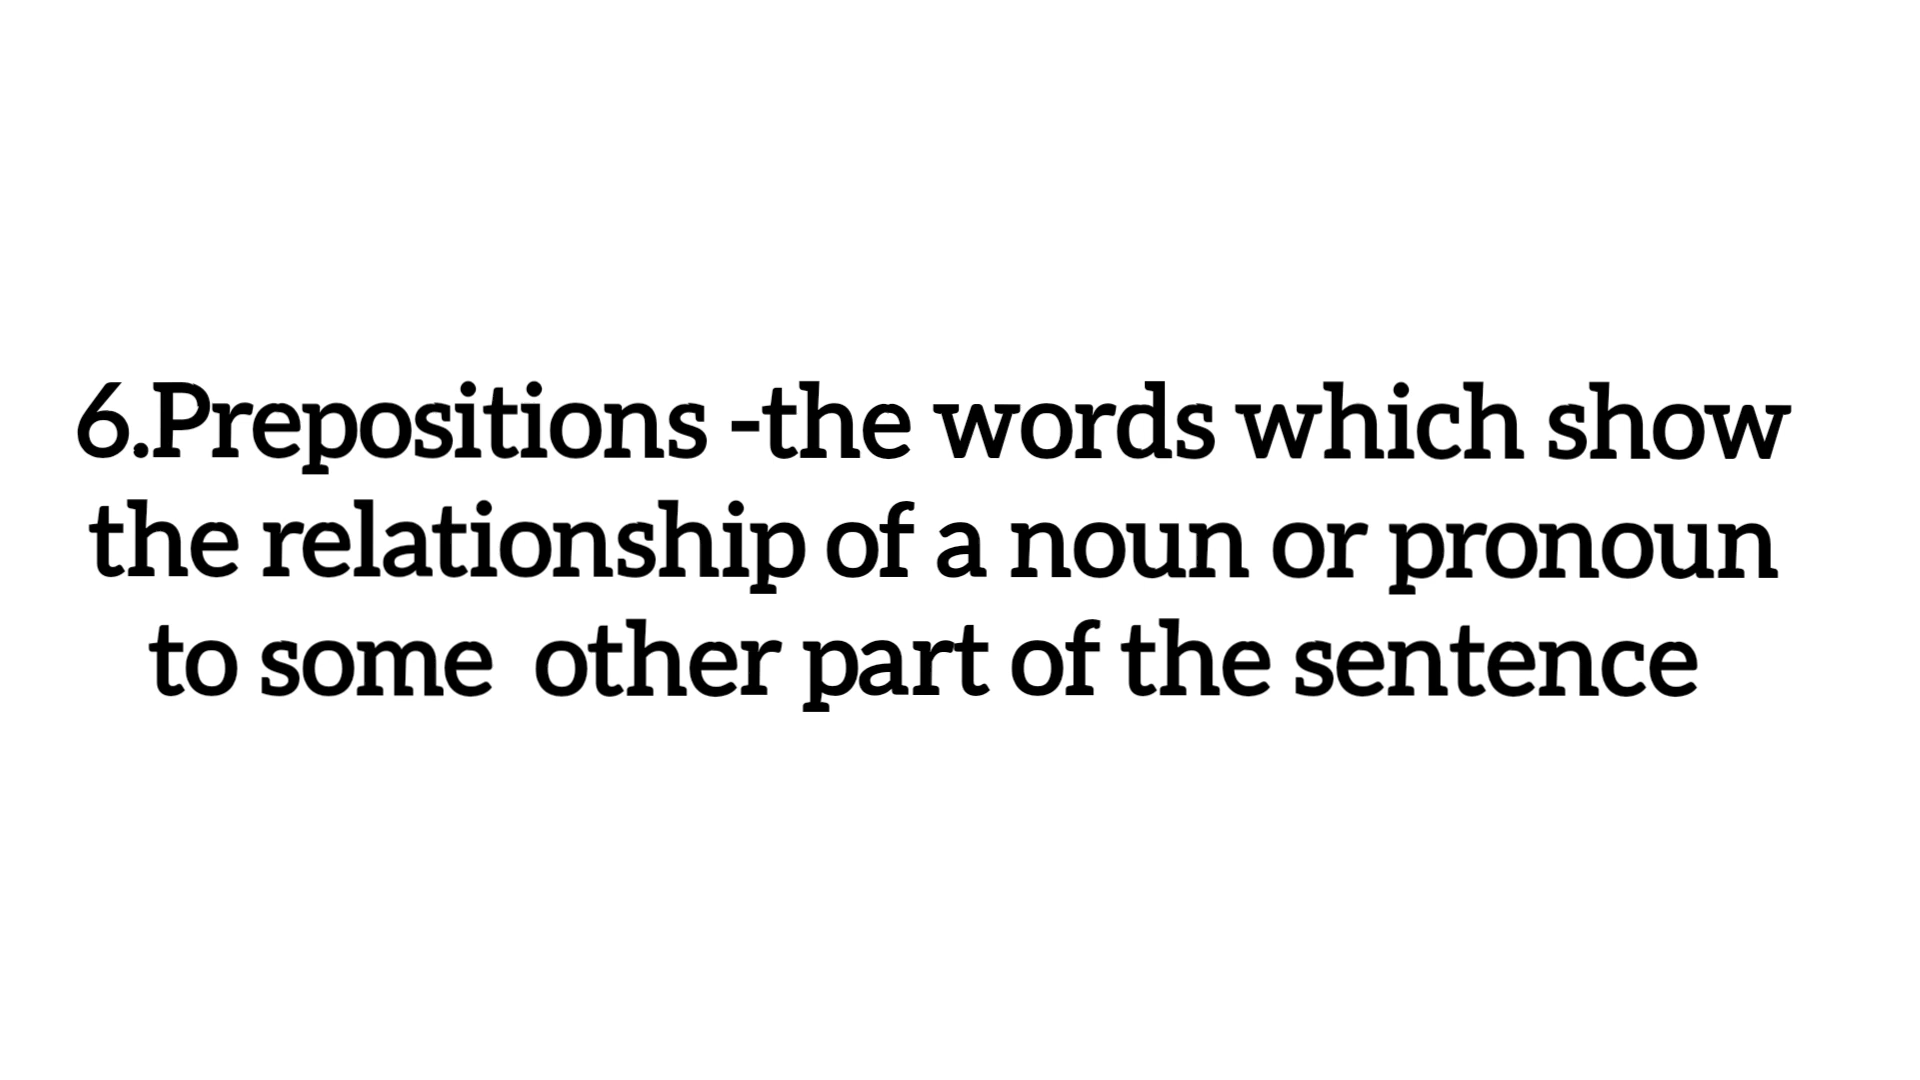 6.Prepositions -the words which show
the relationship of a noun or pronoun
to some  other part of the sentence